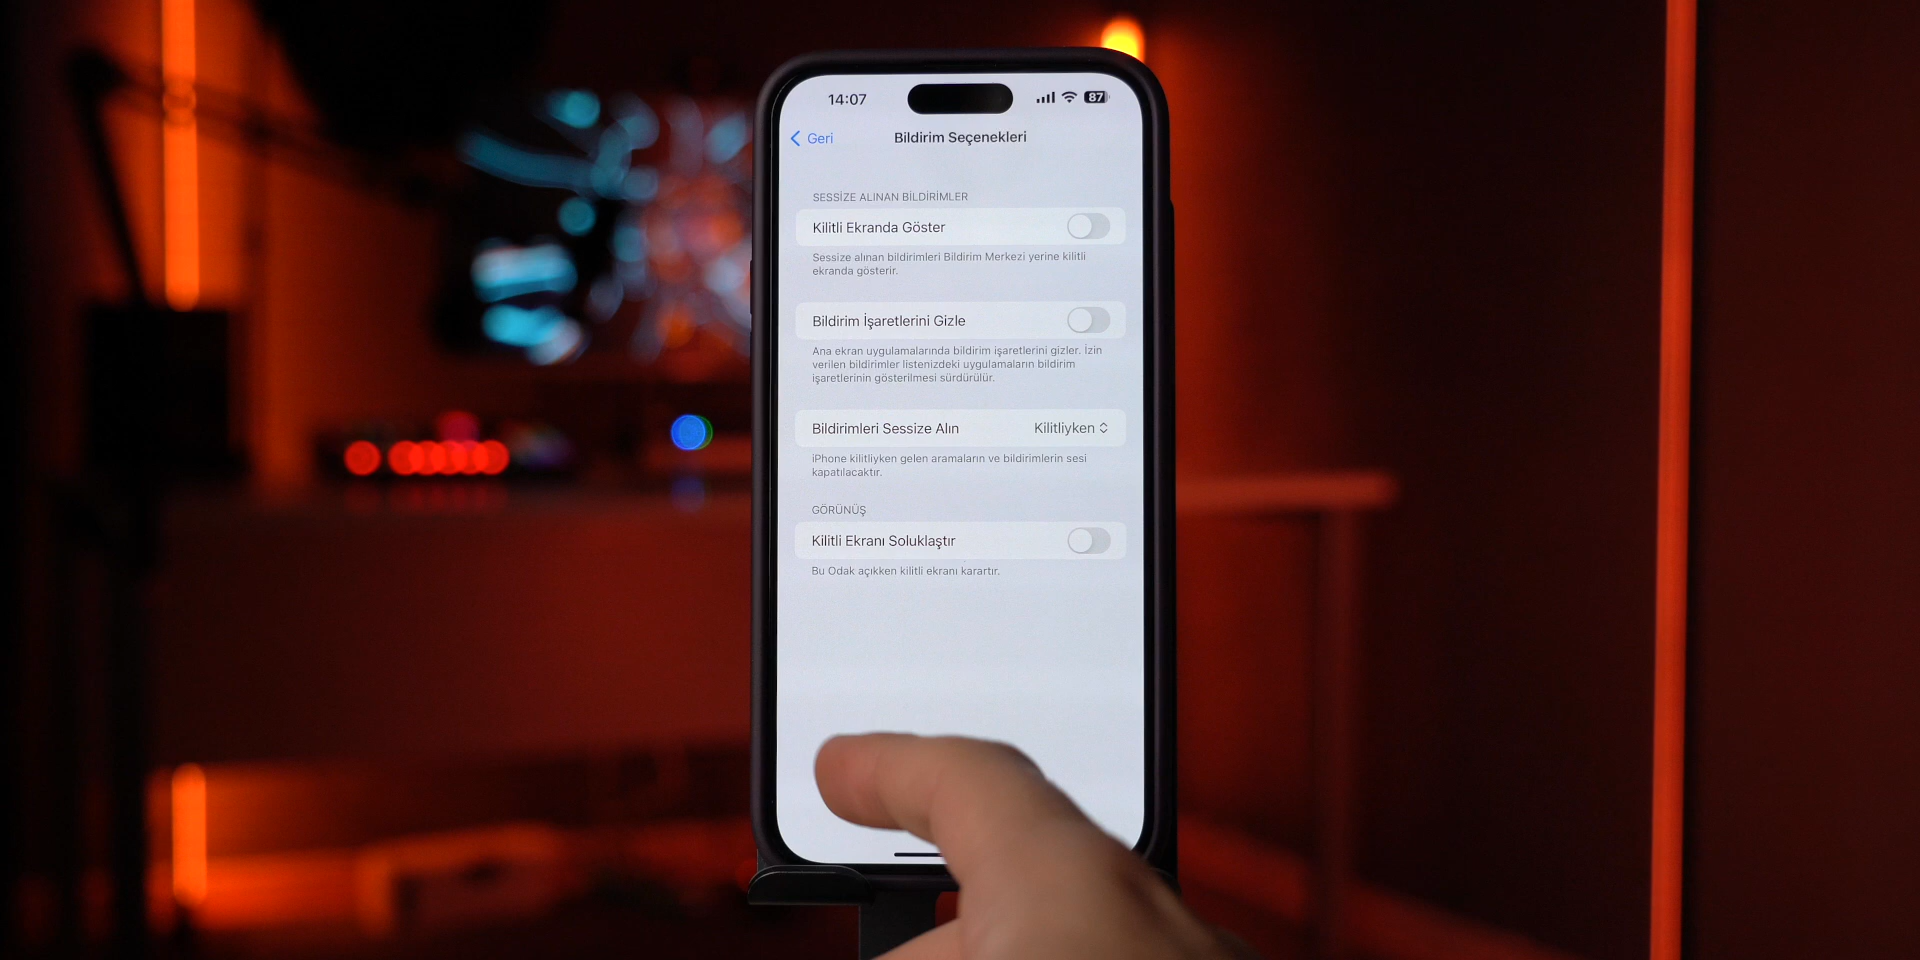 14:07
87
Geri
Bildirim Seçenekleri
SESSİZE ALINAN BİLDİRİMLER
Kilitli Ekranda Göster
Sessize alınan bildirimleri Bildirim Merkezi yerine kilitli
ekranda gösterir.
Bildirim İşaretlerini Gizle
Ana ekran uygulamalarında bildirim işaretlerini gizler. İzin
verilen bildirimler listenizdeki uygulamaların bildirim
işaretlerinin gösterilmesi sürdürülür.
Bildirimleri Sessize Alın
Kilitliyken
iPhone kilitliyken gelen aramaların ve bildirimlerin sesi
kapatılacaktır.
GÖRÜNÜŞ
Kilitli Ekranı Soluklaştır
Bu Odak açıkken kilitli ekranı karartır.